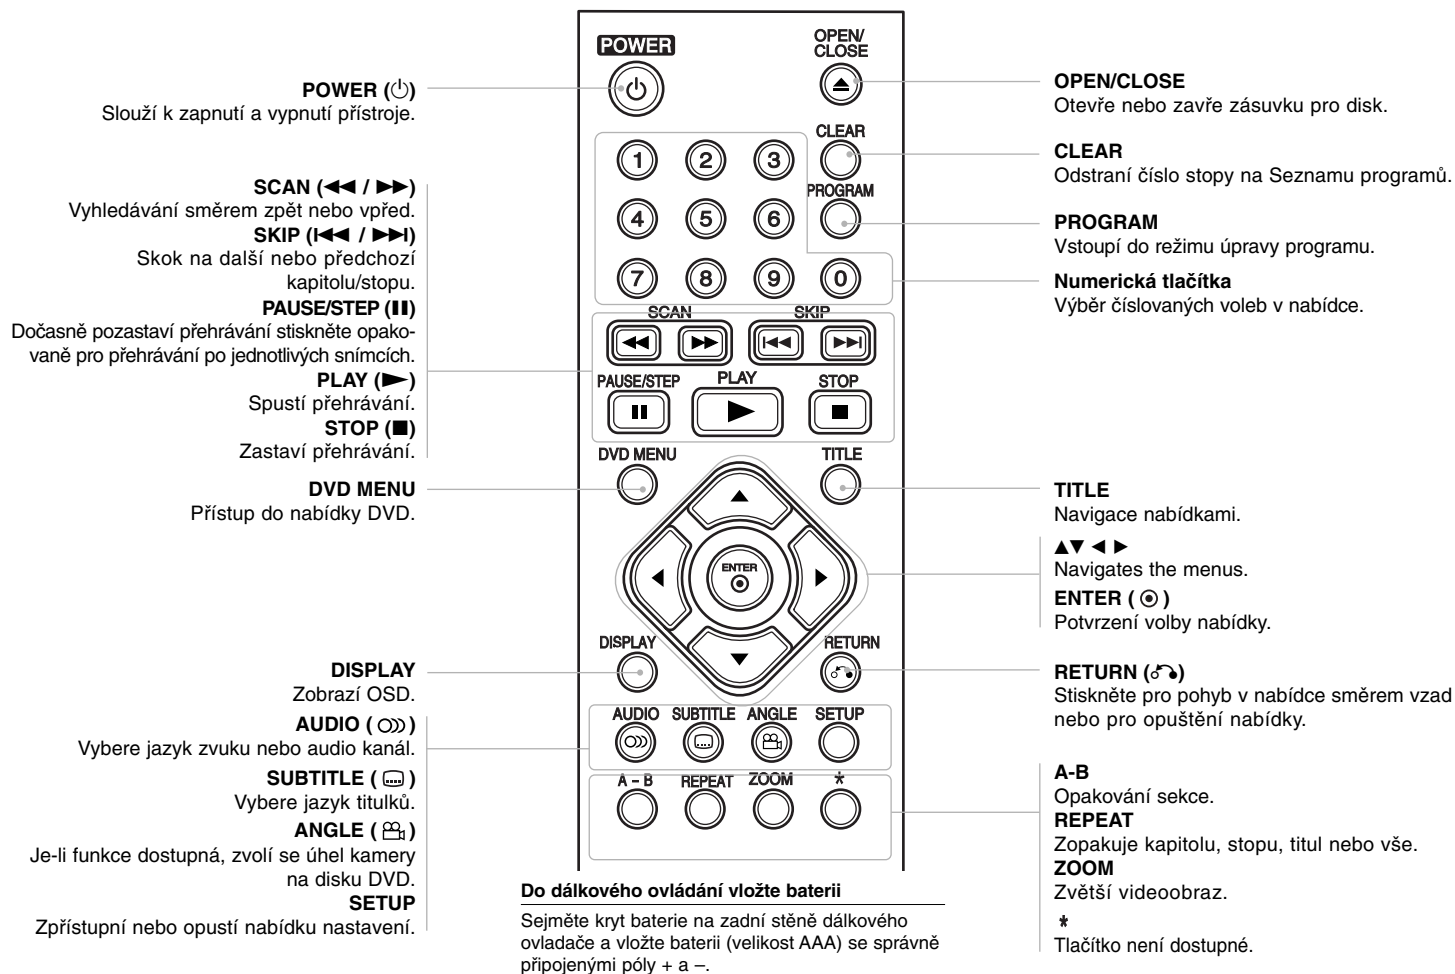 POWER (⏻)
Slouží k zapnutí a vypnutí přístroje.
SCAN (◀◀ / ▶▶)
Vyhledávání směrem zpět nebo vpřed.
SKIP (I◀◀ / ▶▶I)
Skok na další nebo předchozí
kapitolu/stopu.
PAUSE/STEP (II)
Dočasně pozastaví přehrávání stiskněte opako-
vaně pro přehrávání po jednotlivých snímcích.
PLAY (▶)
Spustí přehrávání.
STOP (■)
Zastaví přehrávání.
DVD MENU
Přístup do nabídky DVD.
DISPLAY
Zobrazí OSD.
AUDIO ( )
Vybere jazyk zvuku nebo audio kanál.
SUBTITLE ( )
Vybere jazyk titulků.
ANGLE ( )
Je-li funkce dostupná, zvolí se úhel kamery
na disku DVD.
SETUP
Zpřístupní nebo opustí nabídku nastavení.
POWER
OPEN/
CLOSE
CLEAR
1 2 3
PROGRAM
4 5 6
7 8 9 0
SCAN SKIP
PAUSE/STEP PLAY STOP
DVD MENU TITLE
ENTER
DISPLAY RETURN
AUDIO SUBTITLE ANGLE SETUP
A – B REPEAT ZOOM *
Do dálkového ovládání vložte baterii
Sejměte kryt baterie na zadní stěně dálkového
ovladače a vložte baterii (velikost AAA) se správně
připojenými póly + a –.
OPEN/CLOSE
Otevře nebo zavře zásuvku pro disk.
CLEAR
Odstraní číslo stopy na Seznamu programů.
PROGRAM
Vstoupí do režimu úpravy programu.
Numerická tlačítka
Výběr číslovaných voleb v nabídce.
TITLE
Navigace nabídkami.
▲▼ ◀ ▶
Navigates the menus.
ENTER ( ◉ )
Potvrzení volby nabídky.
RETURN ( )
Stiskněte pro pohyb v nabídce směrem vzad
nebo pro opuštění nabídky.
A-B
Opakování sekce.
REPEAT
Zopakuje kapitolu, stopu, titul nebo vše.
ZOOM
Zvětší videoobraz.
*
Tlačítko není dostupné.